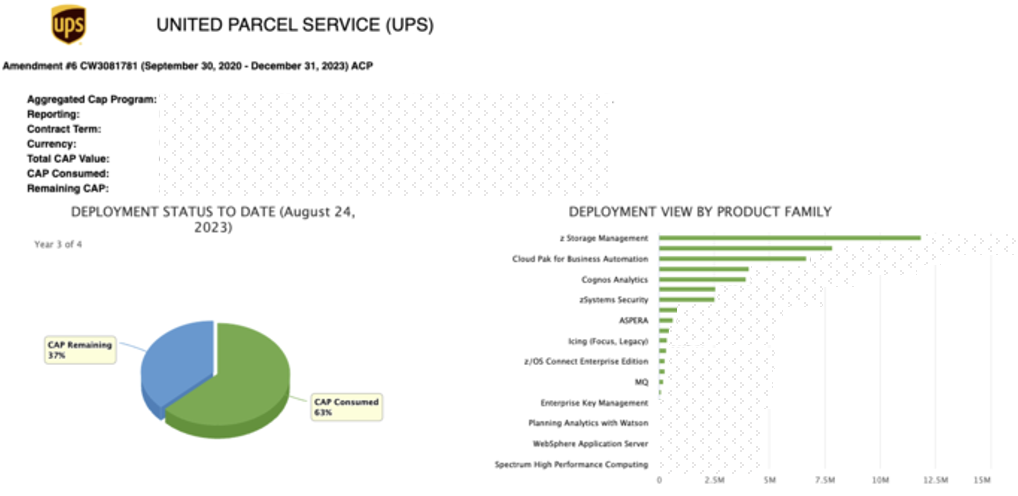 ups
UNITED PARCEL SERVICE (UPS)
Amendment #6 CW3081781 (September 30, 2020 - December 31, 2023) ACP
Aggregated Cap Program:
Reporting:
Contract Term:
Currency:
Total CAP Value:
CAP Consumed:
Remaining CAP:
DEPLOYMENT STATUS TO DATE (August 24,
2023)
Year 3 of 4
CAP Remaining
37%
CAP Consumed
63%
DEPLOYMENT VIEW BY PRODUCT FAMILY
z Storage Management
Cloud Pak for Business Automation
Cognos Analytics
zSystems Security
ASPERA
Icing (Focus, Legacy)
z/OS Connect Enterprise Edition
MQ
Enterprise Key Management
Planning Analytics with Watson
WebSphere Application Server
Spectrum High Performance Computing
0 2.5M 5M 7.5M 10M 12.5M 15M